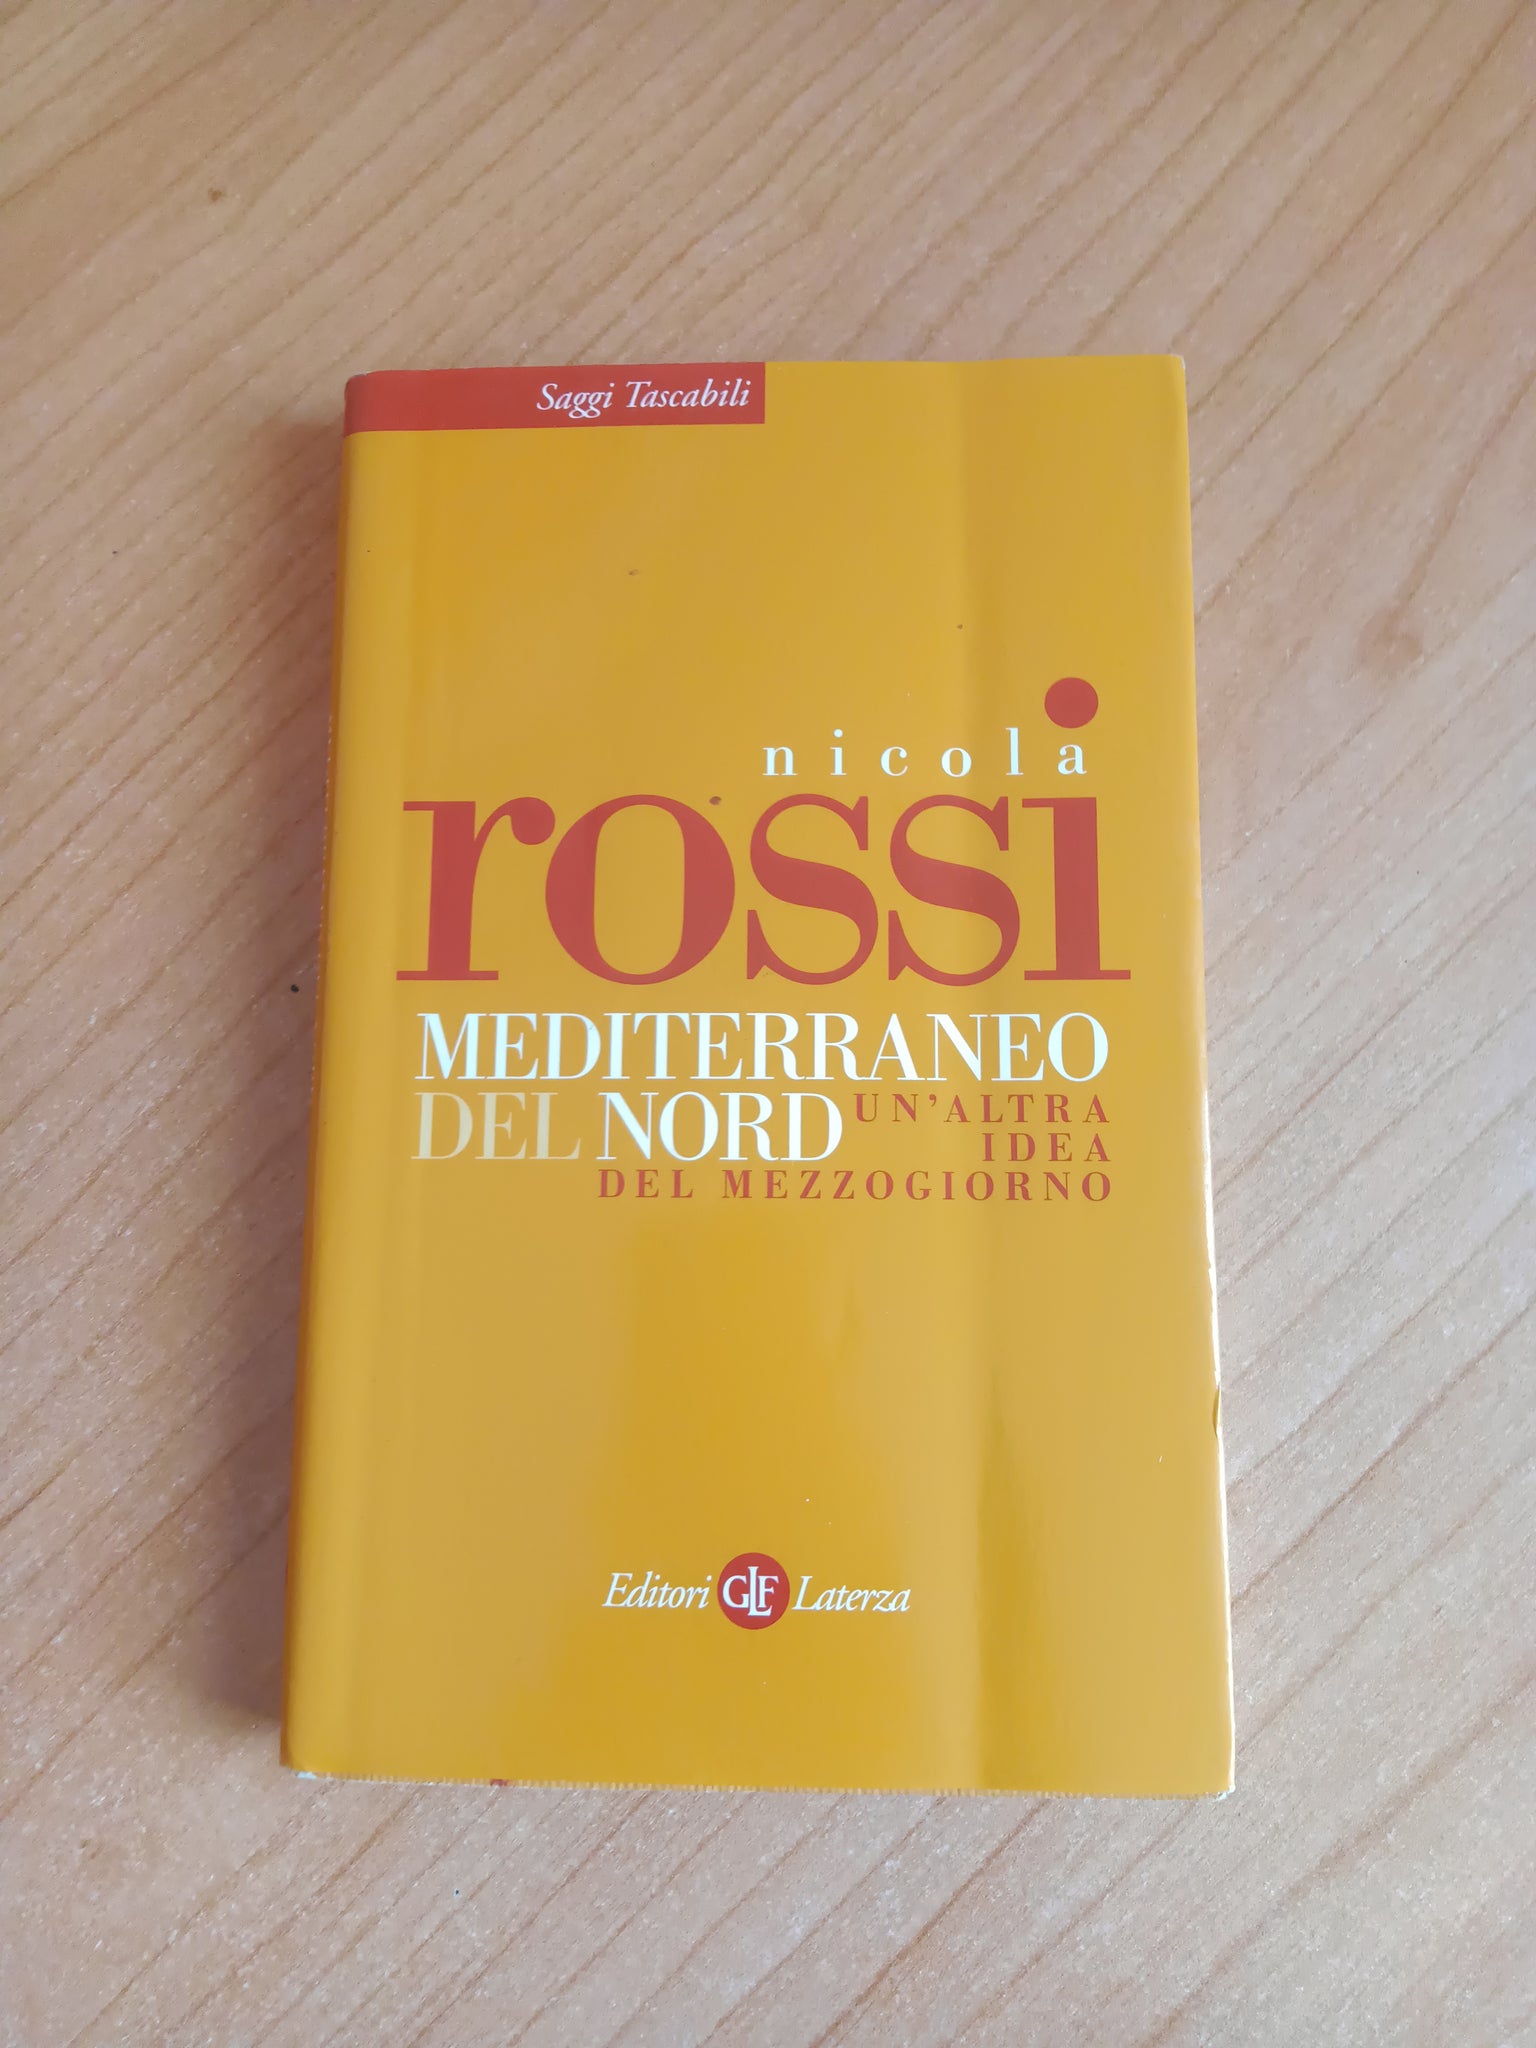 Saggi Tascabili
nicola
rossi
MEDITERRANEO
DEL NORD UN'ALTRA
IDEA
DEL MEZZOGIORNO
Editori GLF Laterza